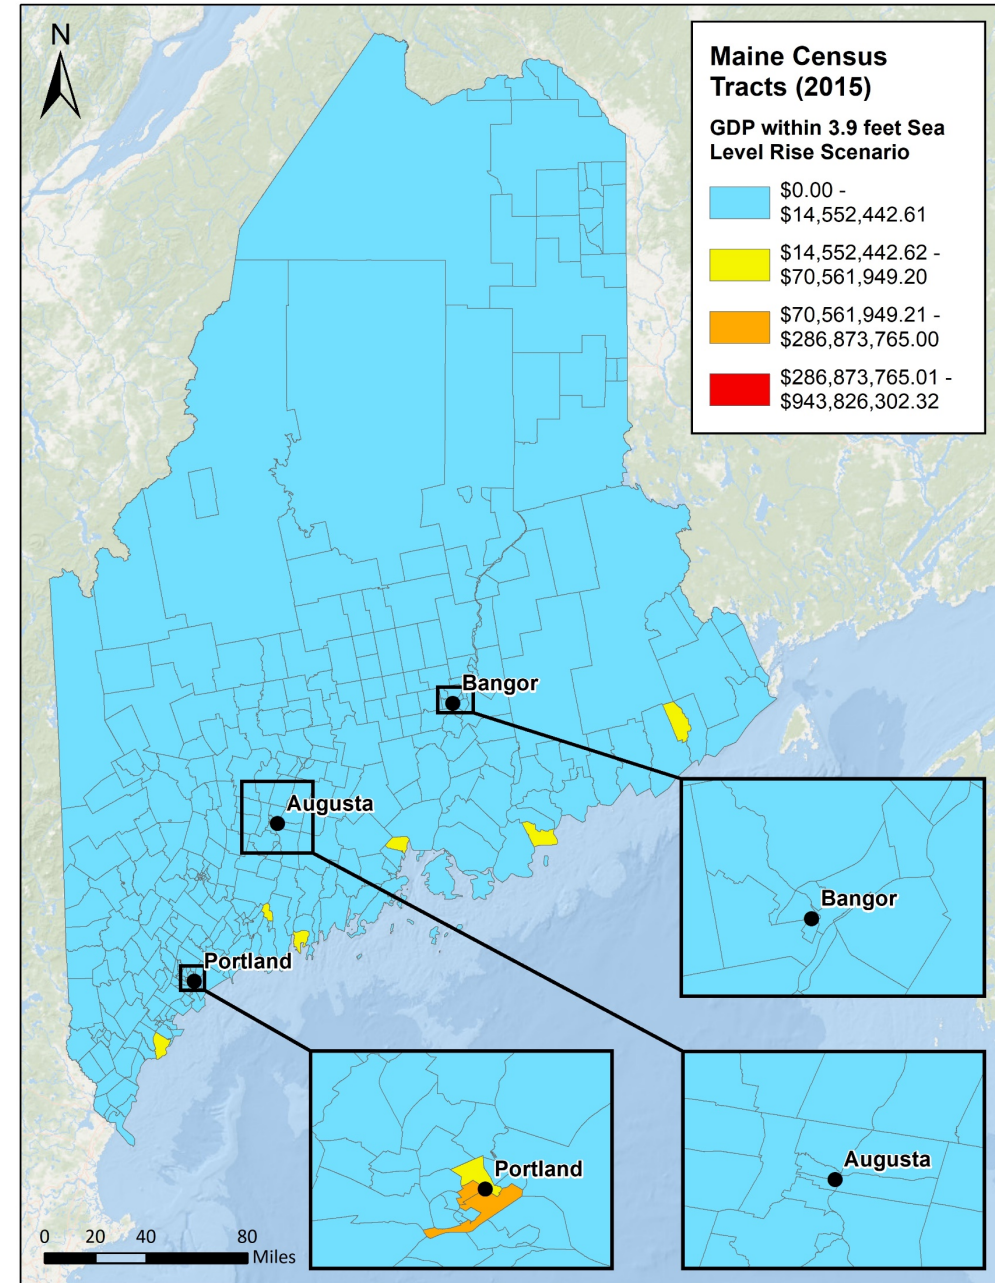 N
Maine Census
Tracts (2015)
GDP within 3.9 feet Sea
Level Rise Scenario
$0.00 -
$14,552,442.61
$14,552,442.62 -
$70,561,949.20
$70,561,949.21 -
$286,873,765.00
$286,873,765.01 -
$943,826,302.32
Bangor
Augusta
Portland
Bangor
Portland
Augusta
0 20 40 80
Miles